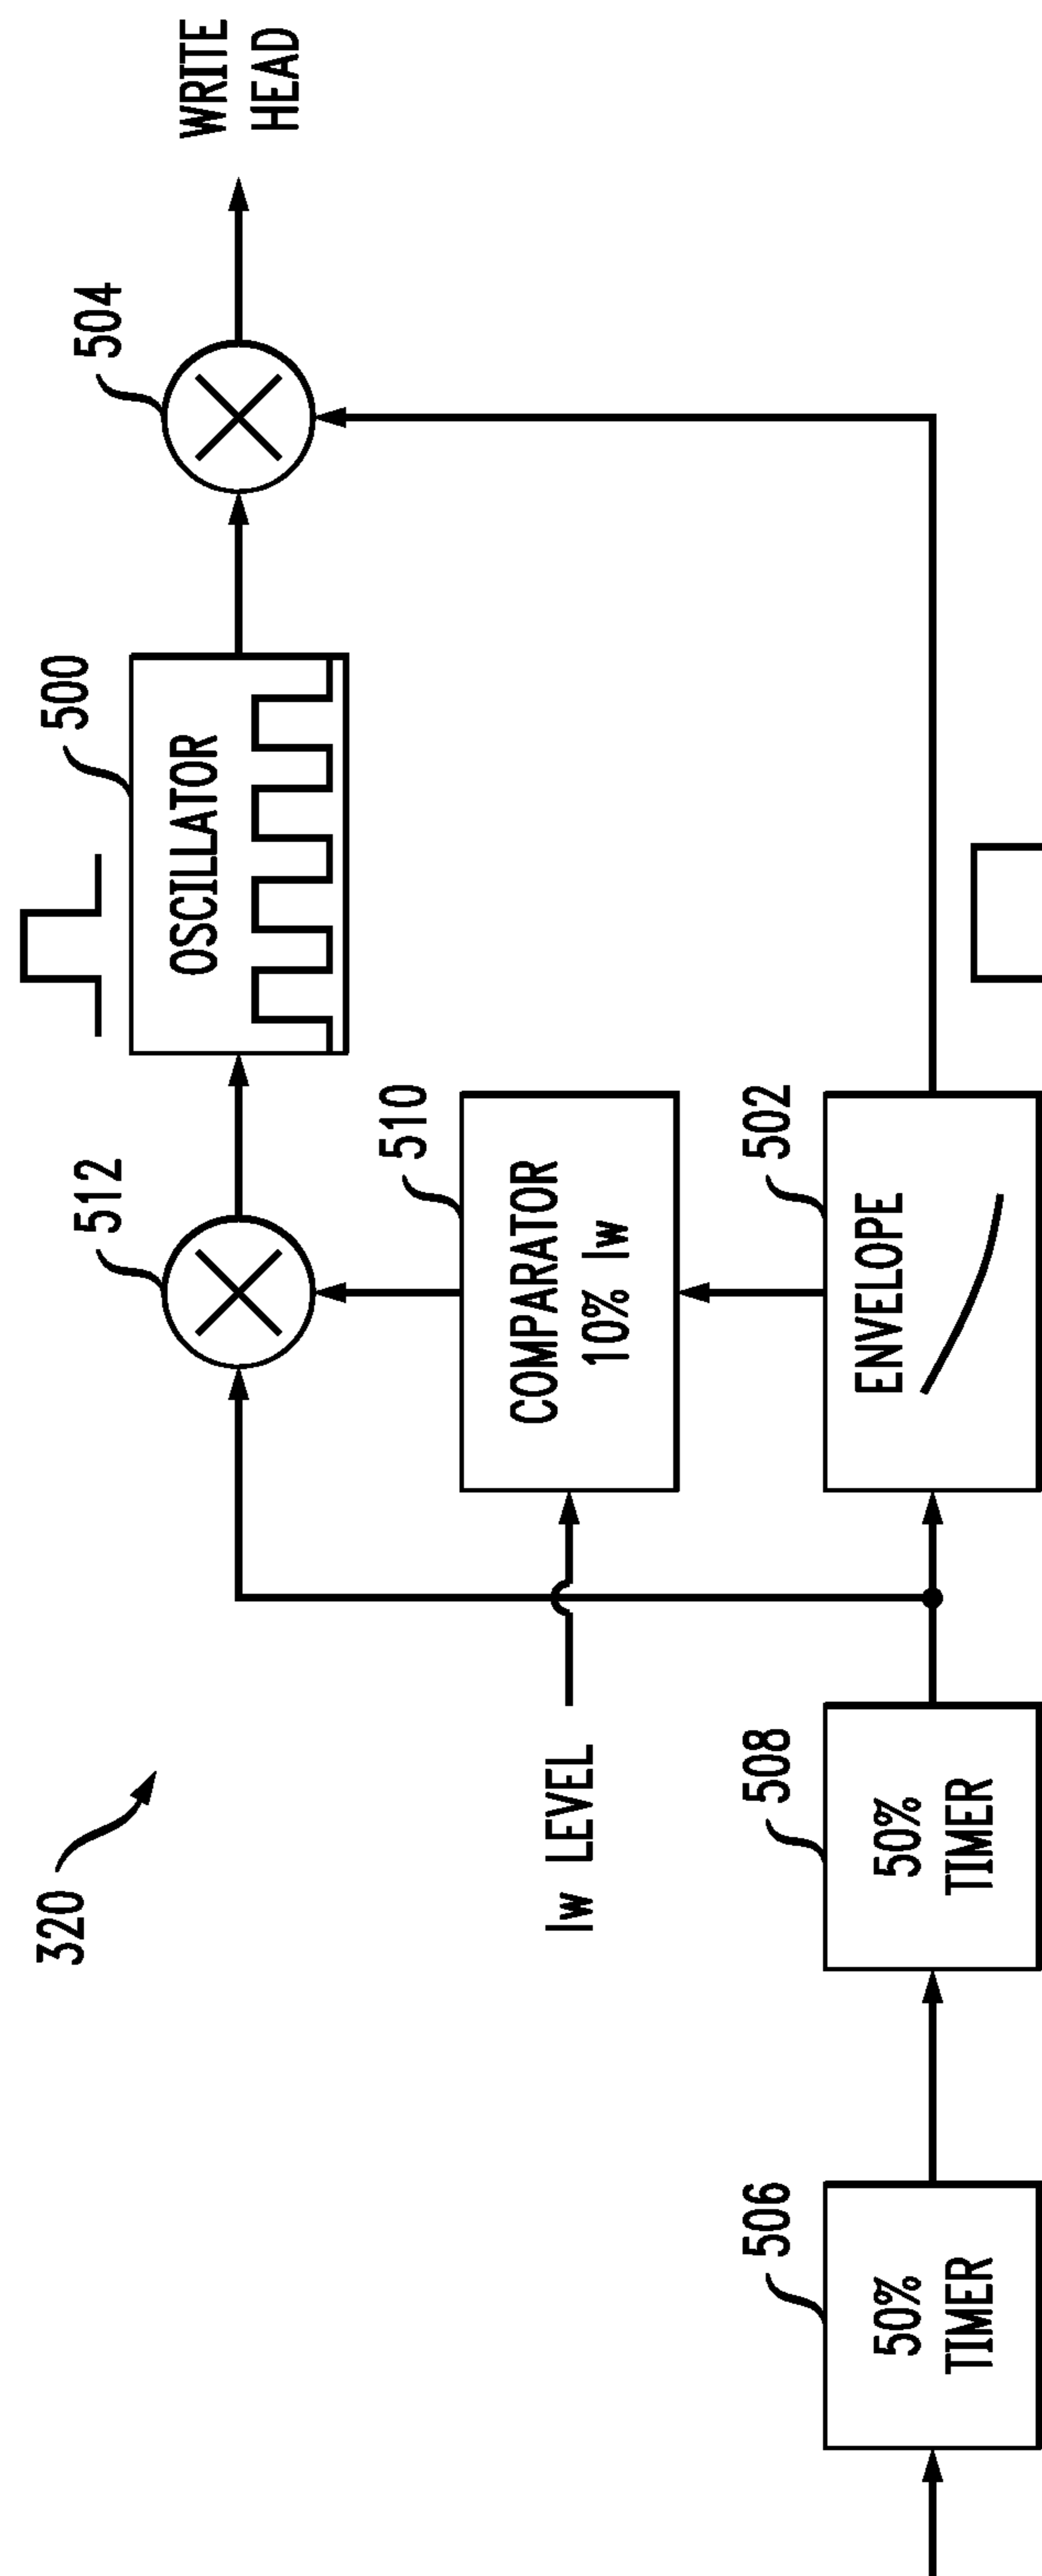 320
512
500
504
OSCILLATOR
WRITE
HEAD
Iw LEVEL
510
COMPARATOR
10% Iw
506
50%
TIMER
508
50%
TIMER
502
ENVELOPE